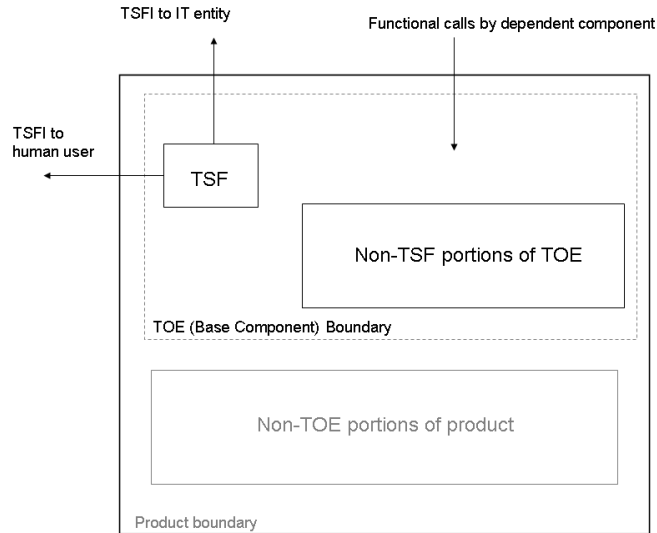 TSFI to IT entity
Functional calls by dependent component
TSFI to
human user
TSF
Non-TSF portions of TOE
TOE (Base Component) Boundary
Non-TOE portions of product
Product boundary